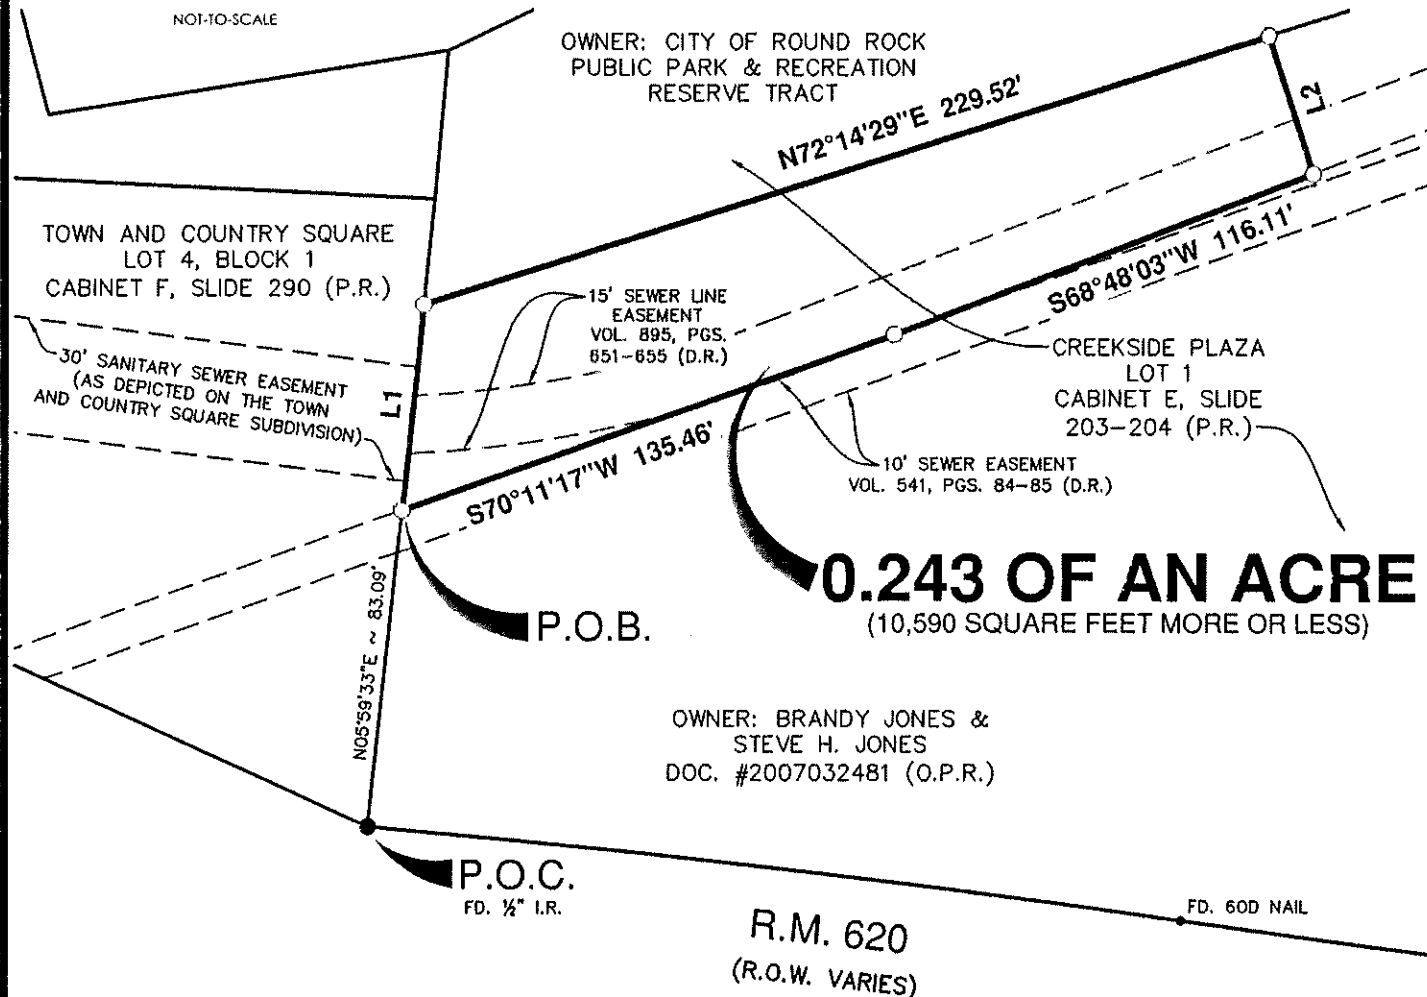 NOT-TO-SCALE
OWNER: CITY OF ROUND ROCK
PUBLIC PARK & RECREATION
RESERVE TRACT
N72°14'29"E 229.52'
L2
TOWN AND COUNTRY SQUARE
LOT 4, BLOCK 1
CABINET F, SLIDE 290 (P.R.)
15' SEWER LINE
EASEMENT
VOL. 895, PGS.
651-655 (D.R.)
S68°48'03"W 116.11'
30' SANITARY SEWER EASEMENT
(AS DEPICTED ON THE TOWN
AND COUNTRY SQUARE SUBDIVISION)
L1
CREEKSIDE PLAZA
LOT 1
CABINET E, SLIDE
203-204 (P.R.)
S70°11'17"W 135.46'
10' SEWER EASEMENT
VOL. 541, PGS. 84-85 (D.R.)
0.243 OF AN ACRE
(10,590 SQUARE FEET MORE OR LESS)
P.O.B.
N05°59'33"E ~ 83.09'
OWNER: BRANDY JONES &
STEVE H. JONES
DOC. #2007032481 (O.P.R.)
P.O.C.
FD. ½" I.R.
FD. 60D NAIL
R.M. 620
(R.O.W. VARIES)